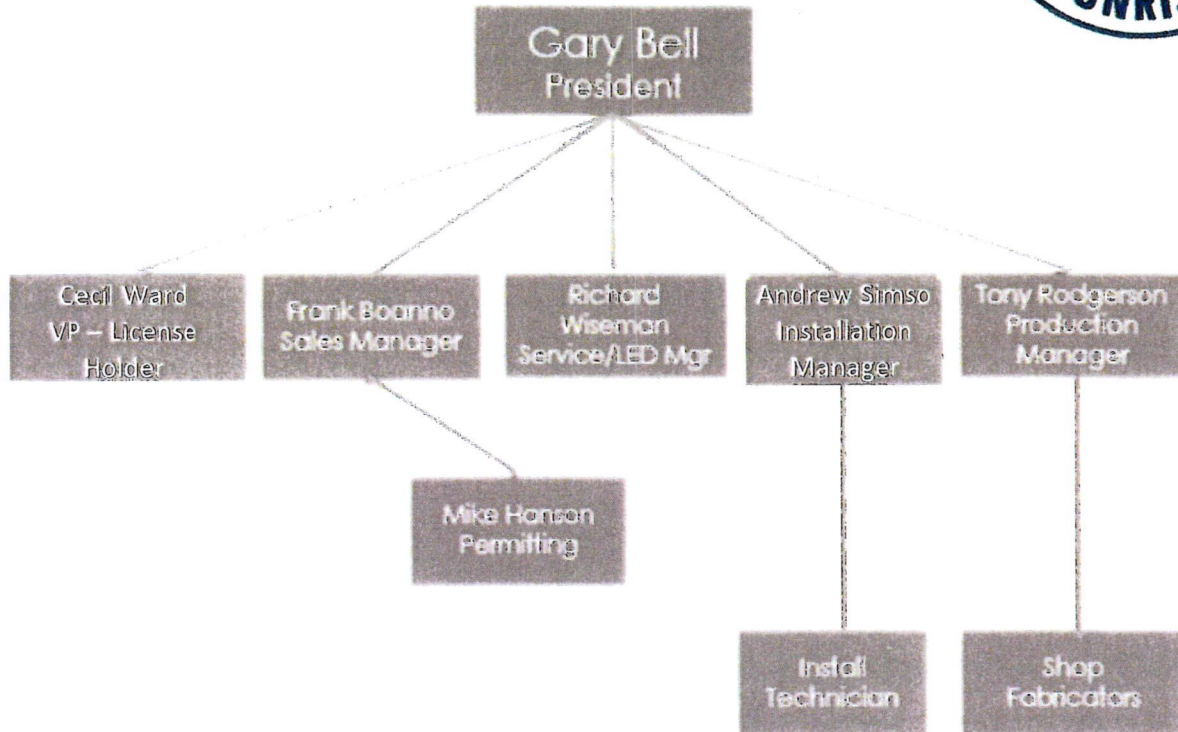 Gary Bell
President
Cecil Ward
VP – License
Holder
Frank Boanno
Sales Manager
Richard
Wiseman
Service/LED Mgr
Andrew Simso
Installation
Manager
Tony Rodgerson
Production
Manager
Mike Hanson
Permitting
Install
Technician
Shop
Fabricators